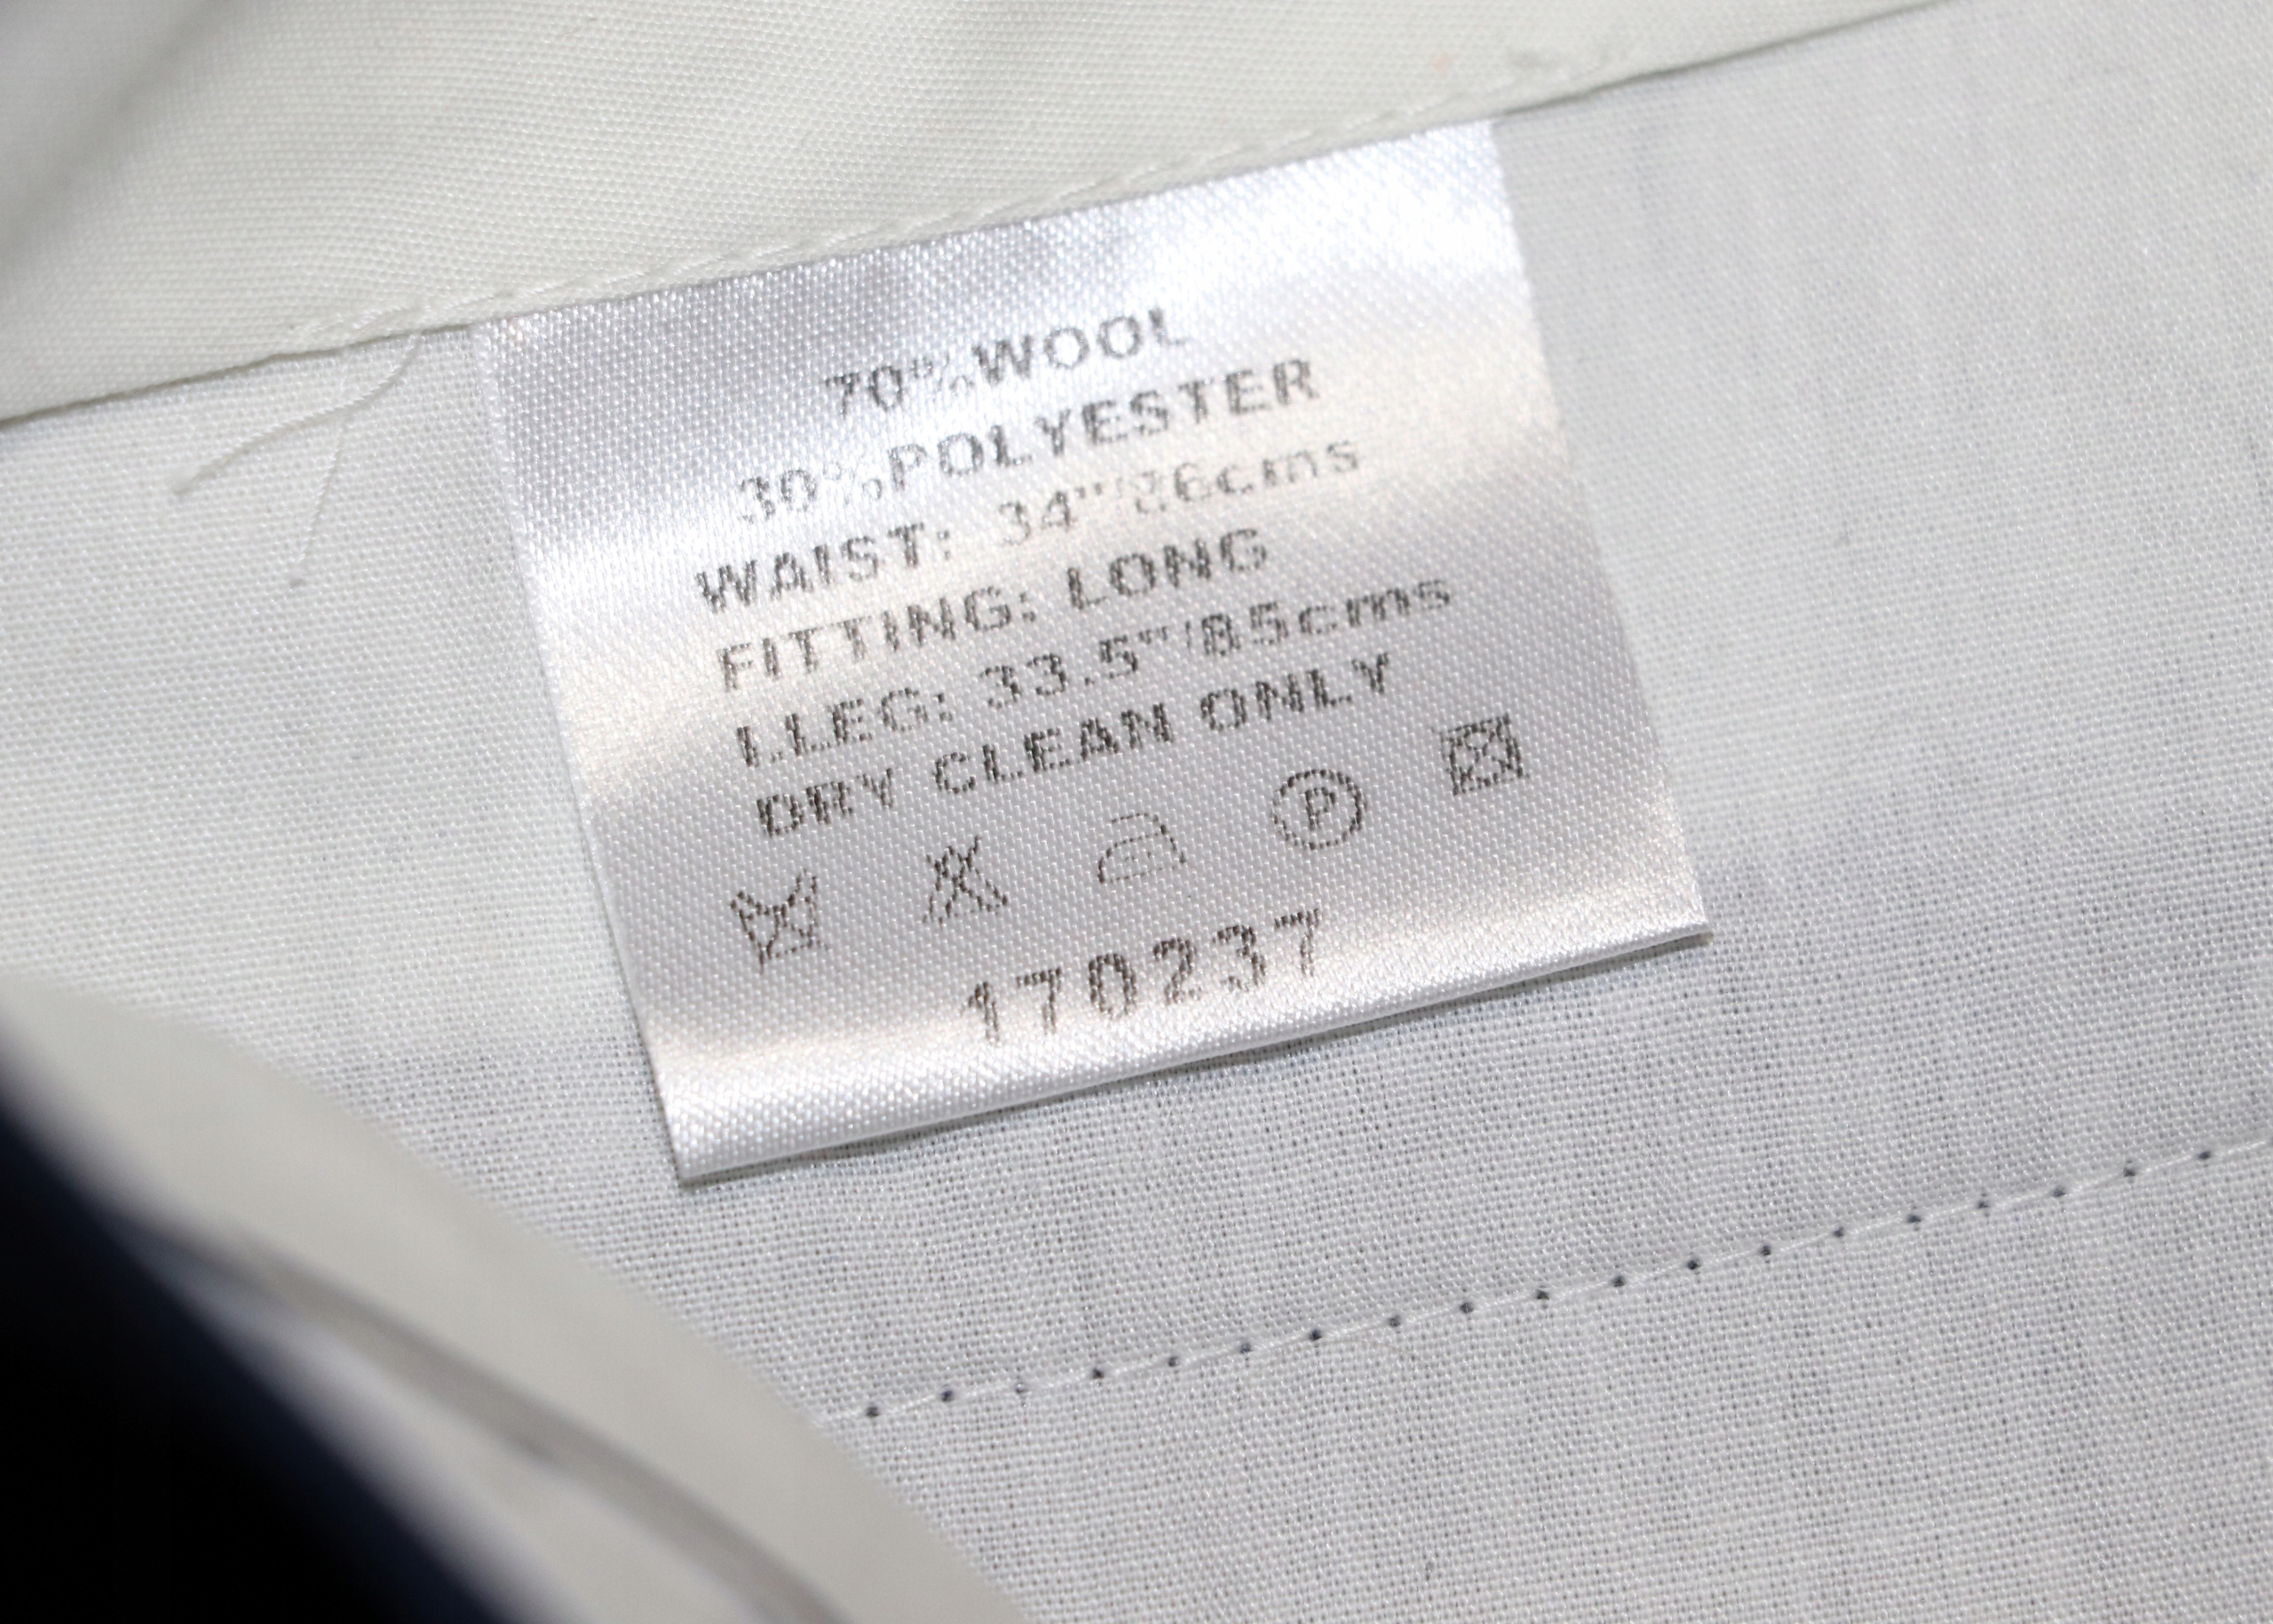 70%WOOL
30%POLYESTER
WAIST: 34"/86cms
FITTING: LONG
I.LEG: 33.5"/85cms
DRY CLEAN ONLY
P
170237